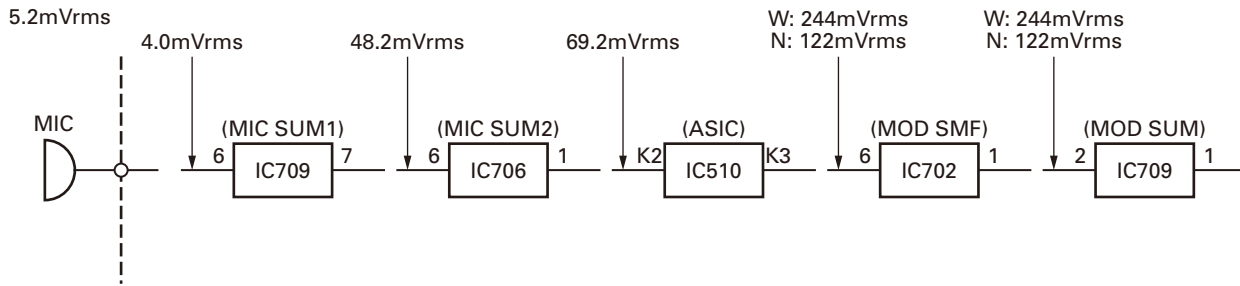 5.2mVrms
4.0mVrms
48.2mVrms
69.2mVrms
W: 244mVrms
N: 122mVrms
W: 244mVrms
N: 122mVrms
MIC
(MIC SUM1)
(MIC SUM2)
(ASIC)
(MOD SMF)
(MOD SUM)
6 IC709 7
6 IC706 1
K2 IC510 K3
6 IC702 1
2 IC709 1